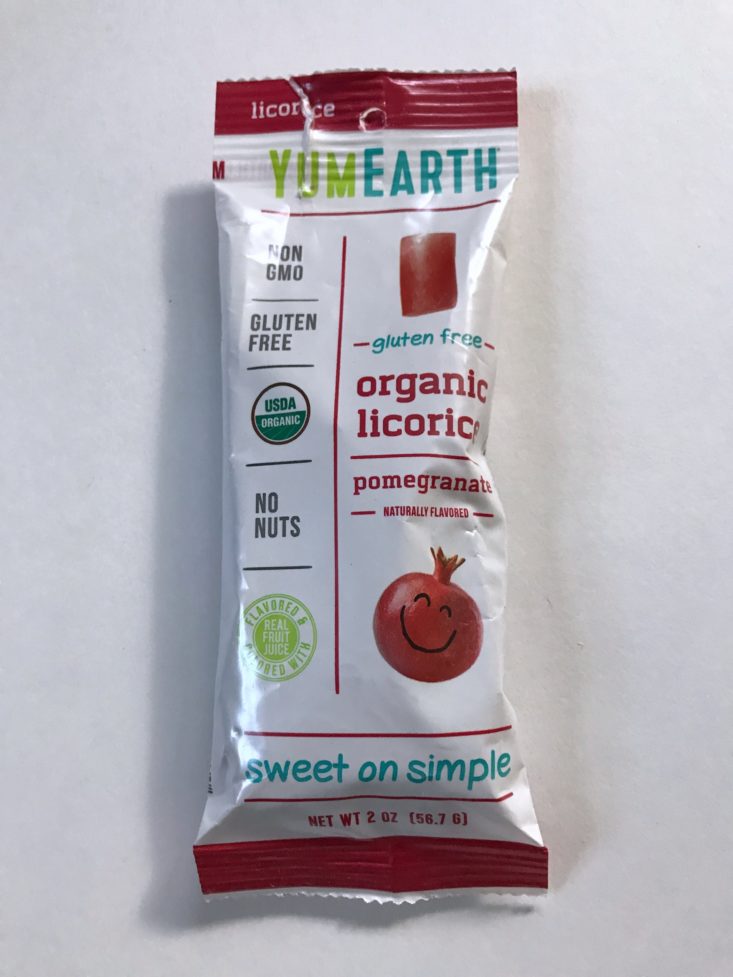 licorice
M
YUMEARTH
NON
GMO
GLUTEN
FREE
USDA
ORGANIC
NO
NUTS
FLAVORED &
COLORED WITH
REAL
FRUIT
JUICE
gluten free
organic
licorice
pomegranate
NATURALLY FLAVORED
sweet on simple
NET WT 2 OZ (56.7 G)